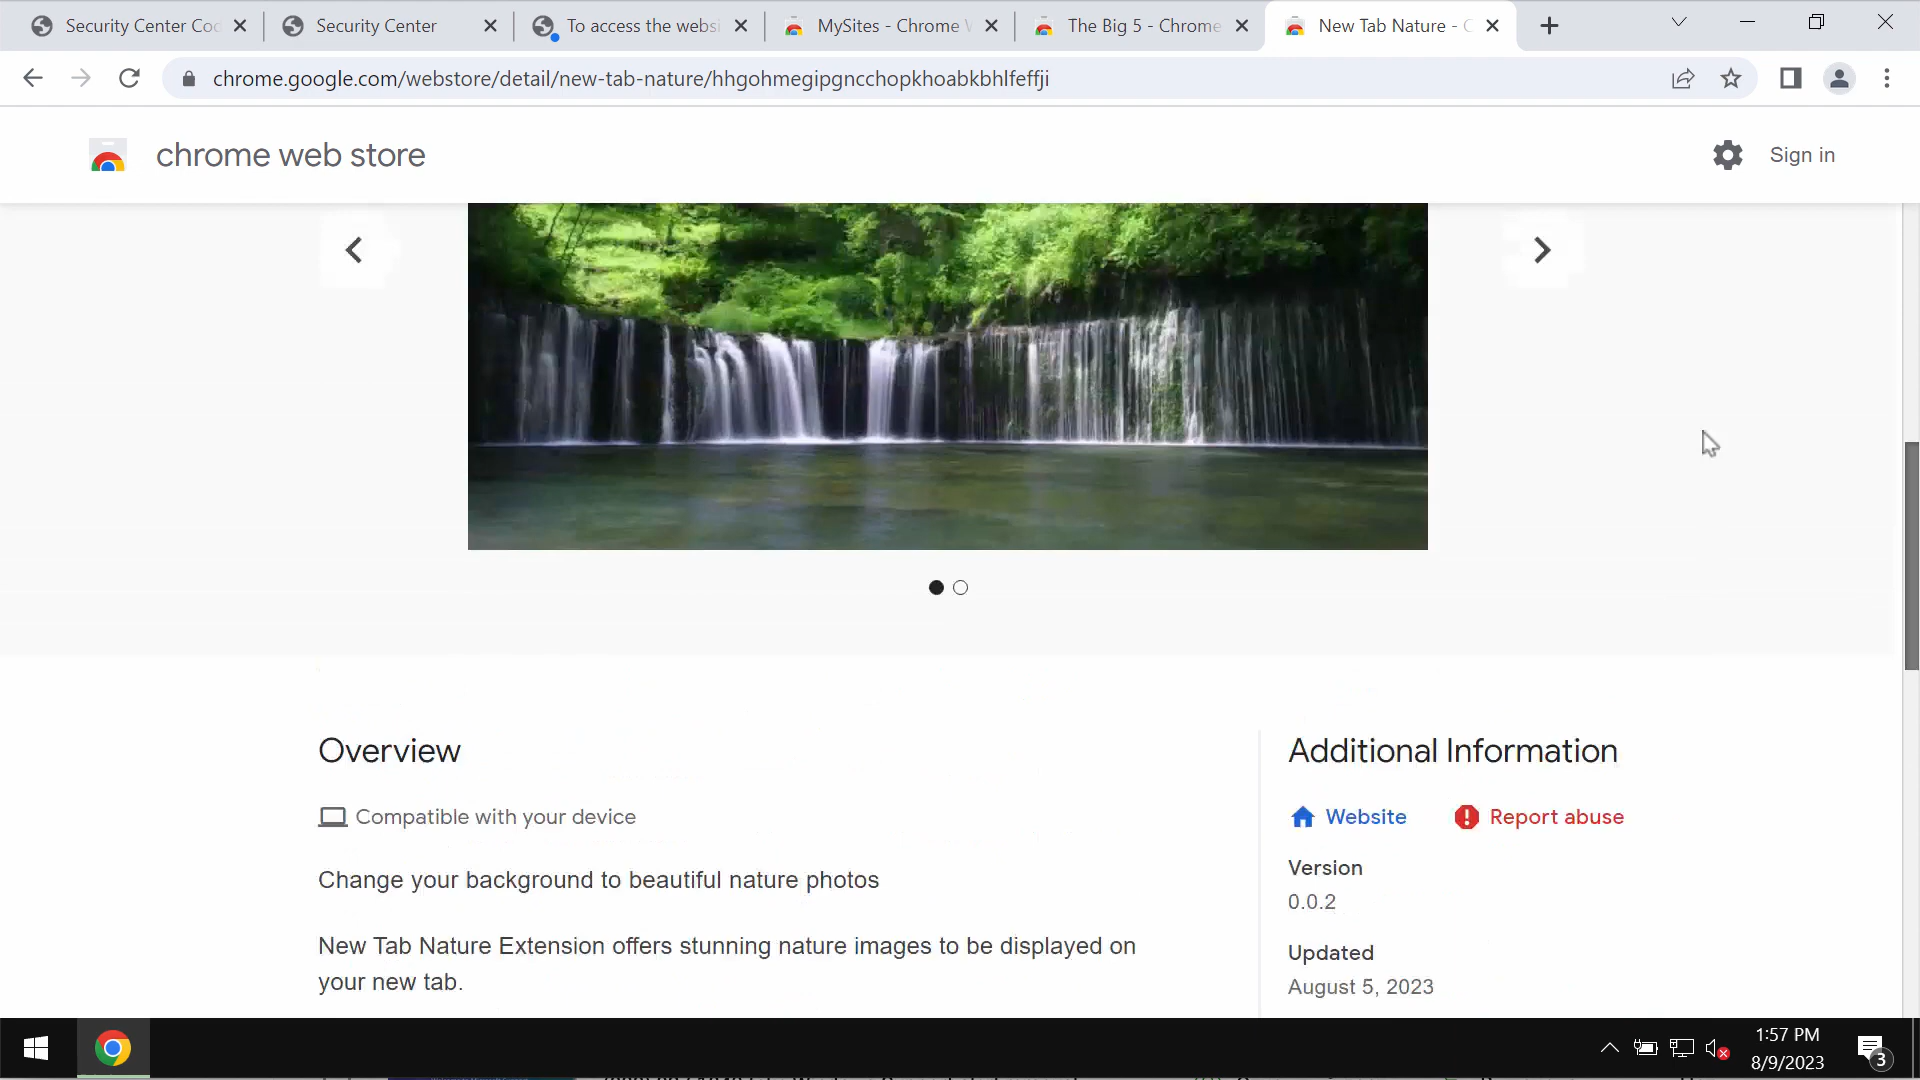 Security Center Coc
Security Center
To access the websi
MySites - Chrome W
The Big 5 - Chrome
New Tab Nature - C
chrome.google.com/webstore/detail/new-tab-nature/hhgohmegipgncchopkhoabkbhlfeffji
chrome web store
Sign in
Overview
Additional Information
Compatible with your device
Website
Report abuse
Change your background to beautiful nature photos
Version
0.0.2
New Tab Nature Extension offers stunning nature images to be displayed on
your new tab.
Updated
August 5, 2023
1:57 PM
8/9/2023
3